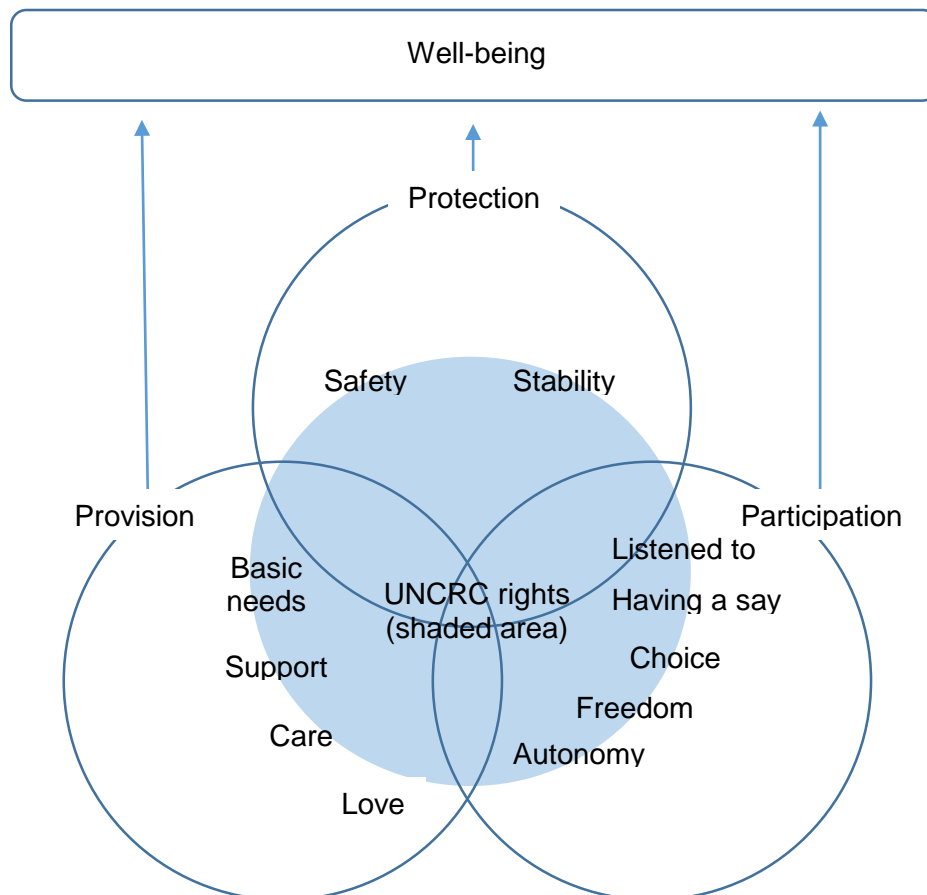 Well-being
Protection
Safety
Stability
Provision
Participation
Listened to
Basic
needs
UNCRC rights
(shaded area)
Having a say
Support
Choice
Freedom
Care
Autonomy
Love